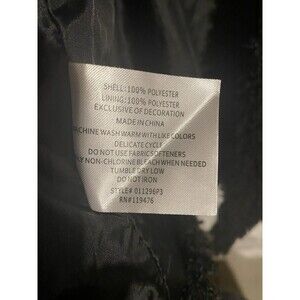 SHELL:100% POLYESTER
LINING:100% POLYESTER
EXCLUSIVE OF DECORATION
MADE IN CHINA
ACHINE WASH WARM WITH LIKE COLORS
DELICATE CYCLE
DO NOT USE FABRIC SOFTENERS
Y NON-CHLORINE BLEACH WHEN NEEDED
TUMBLE DRY LOW
DO NOT IRON
STYLE# 011296P3
RN#119476